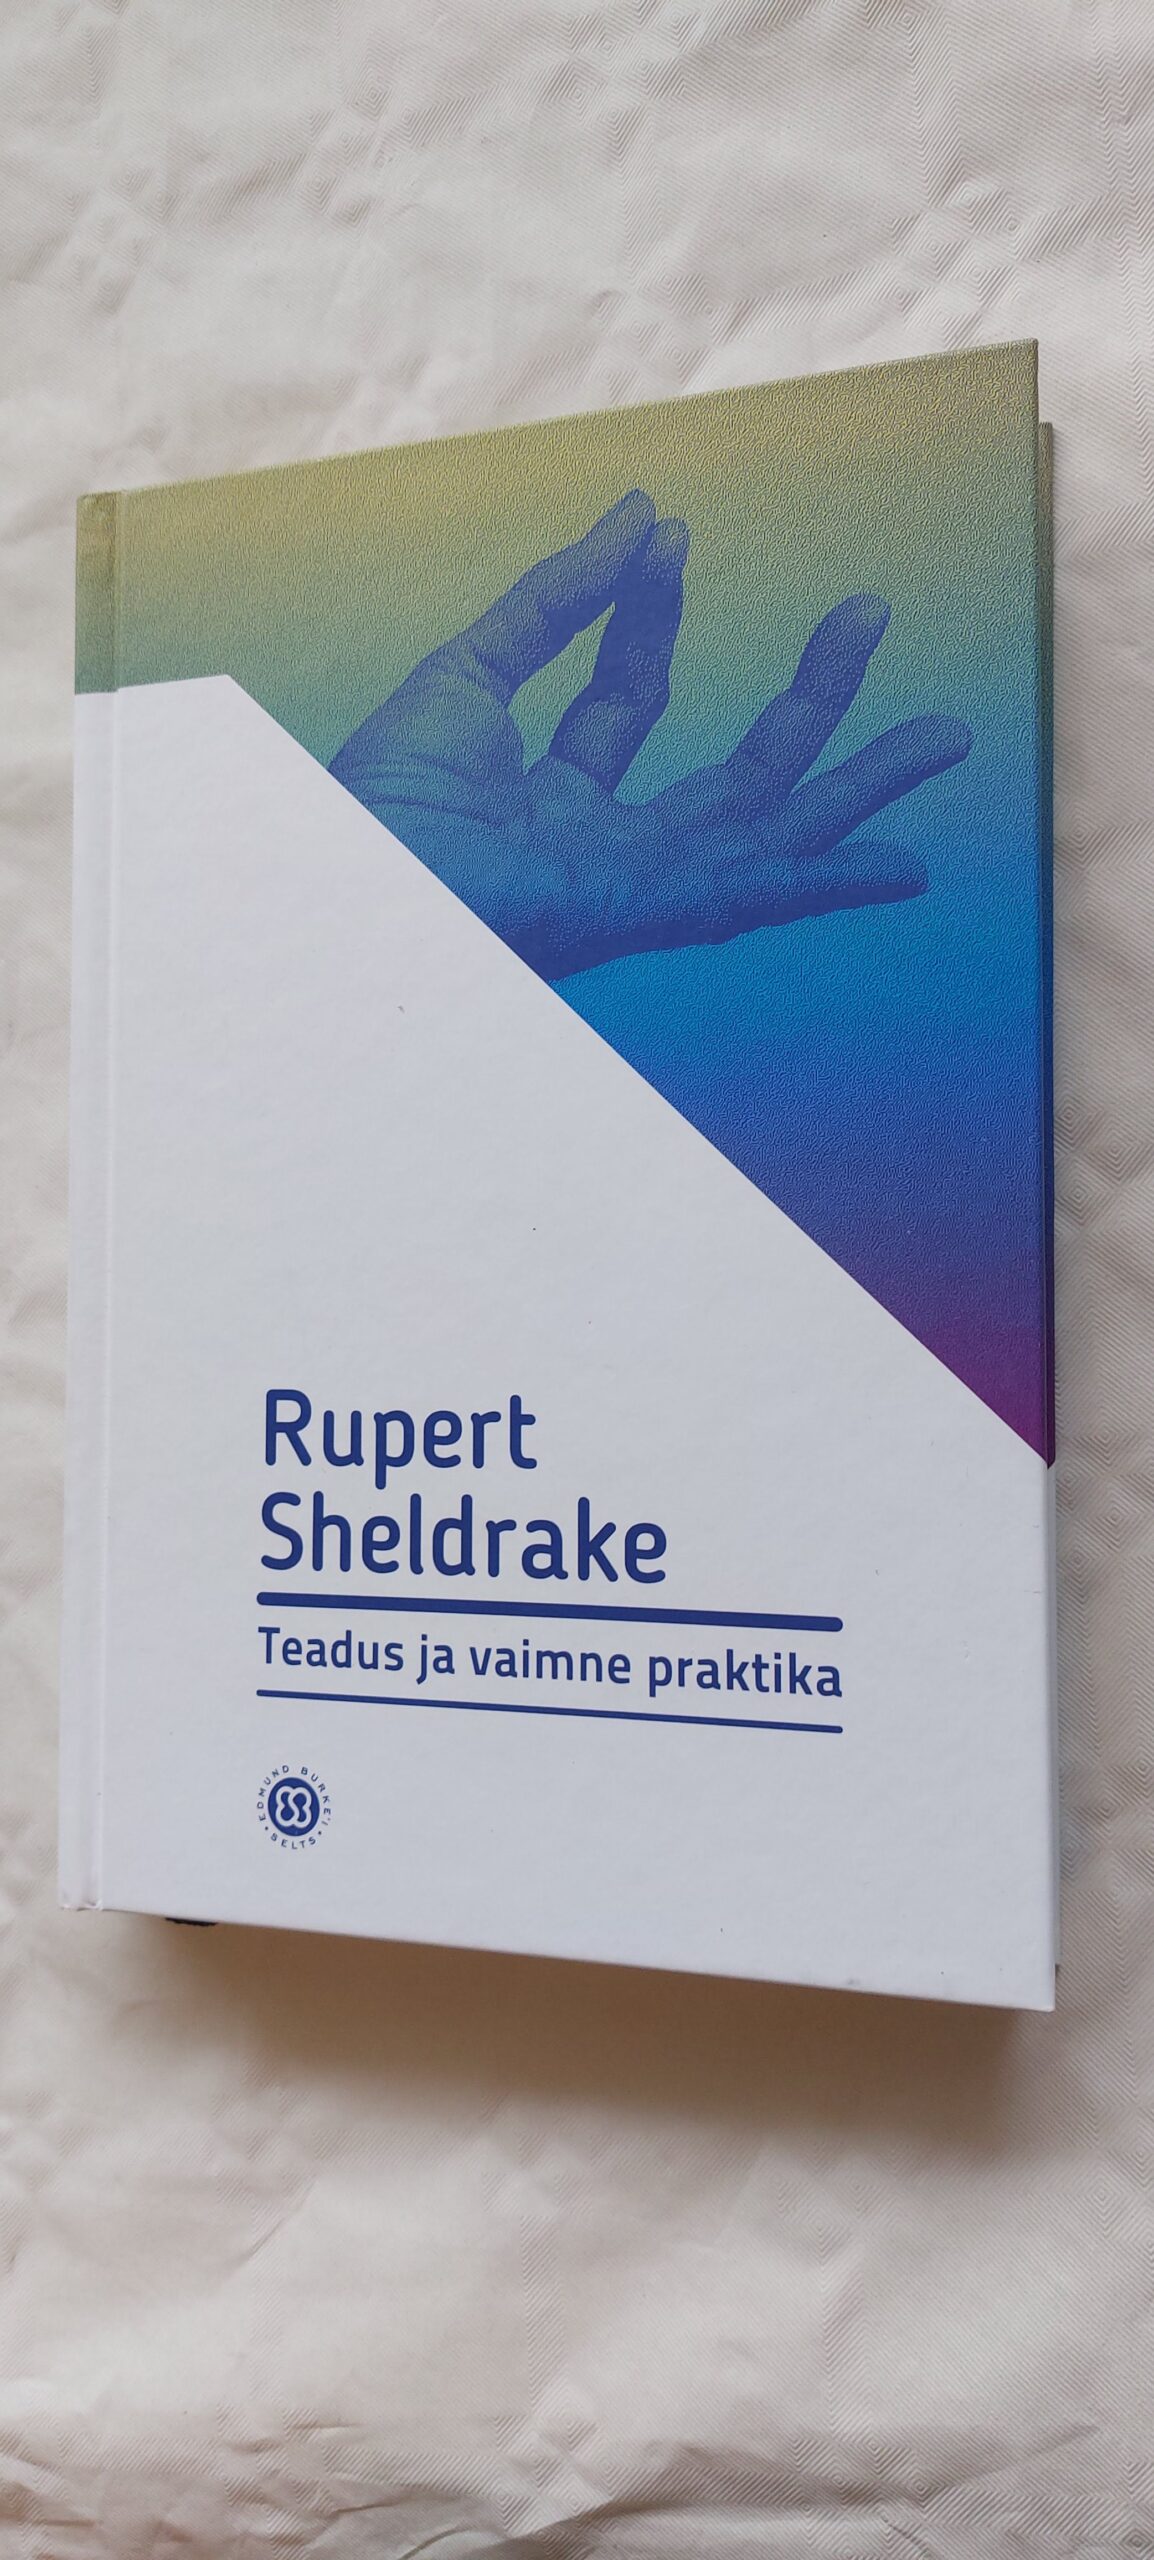 Rupert
Sheldrake
Teadus ja vaimne praktika
EDMUND BURKE'I
SELTS